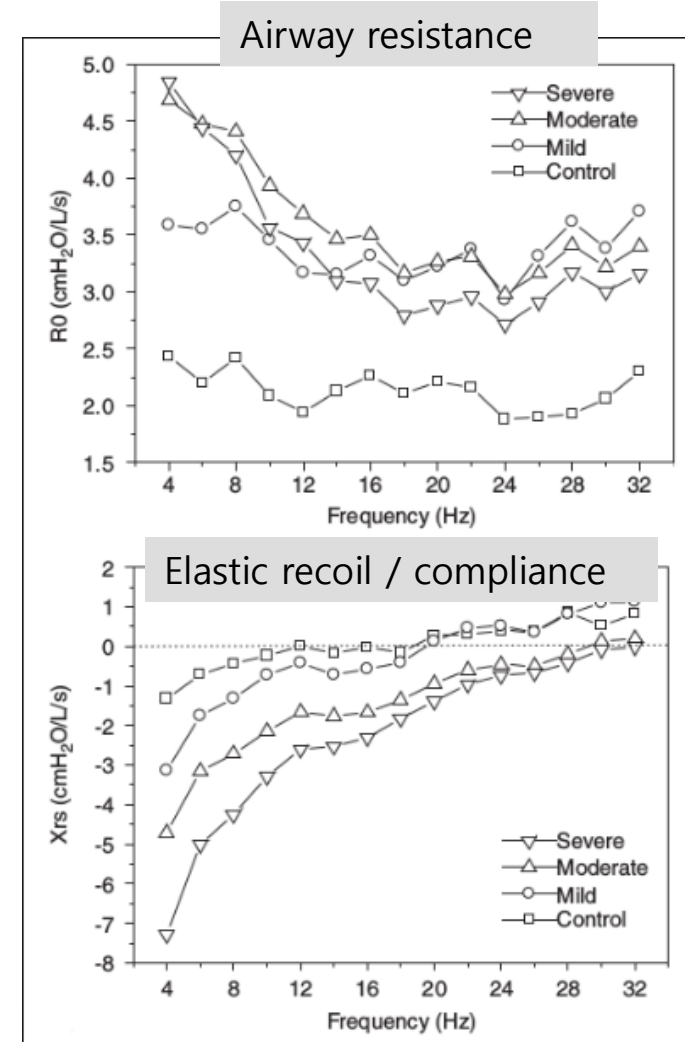 Airway resistance
5.0
4.5
4.0
3.5
3.0
2.5
2.0
1.5
R0 (cmH₂O/L/s)
Severe
Moderate
Mild
Control
4 8 12 16 20 24 28 32
Frequency (Hz)
Elastic recoil / compliance
2
1
0
-1
-2
-3
-4
-5
-6
-7
-8
Xrs (cmH₂O/L/s)
Severe
Moderate
Mild
Control
4 8 12 16 20 24 28 32
Frequency (Hz)